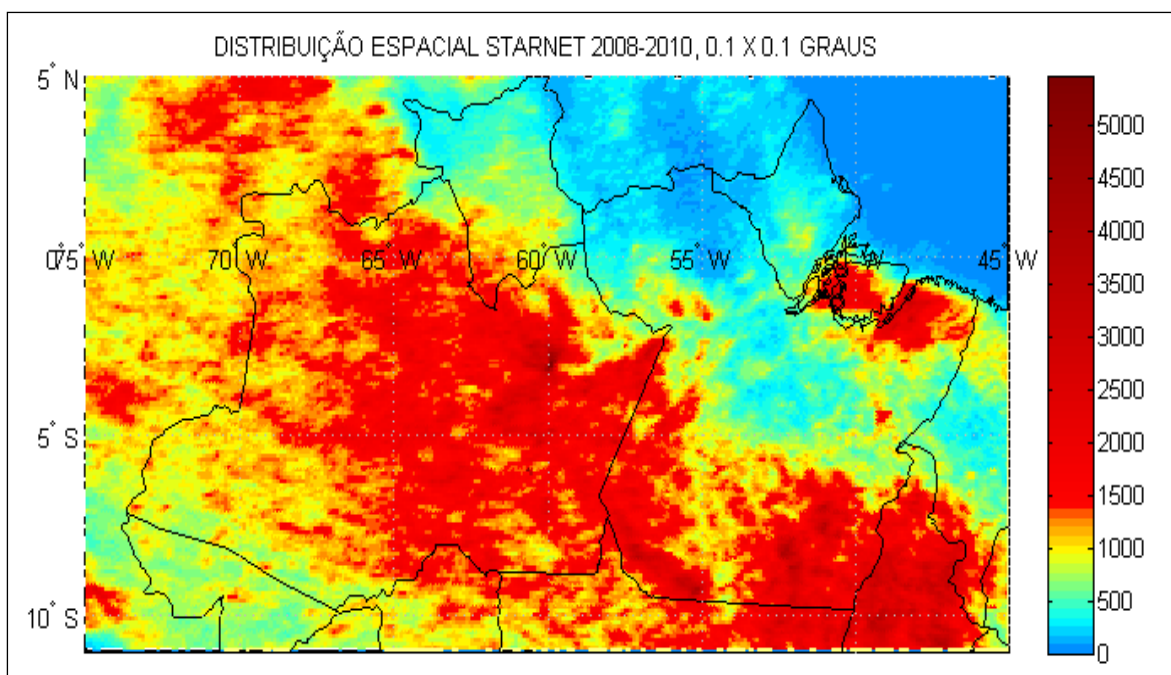 DISTRIBUIÇÃO ESPACIAL STARNET 2008-2010, 0.1 X 0.1 GRAUS
5° N
5000
4500
4000
3500
0° 75° W
70° W
65° W
60° W
55° W
W
45° W
3000
2500
5° S
2000
1500
1000
10° S
500
0